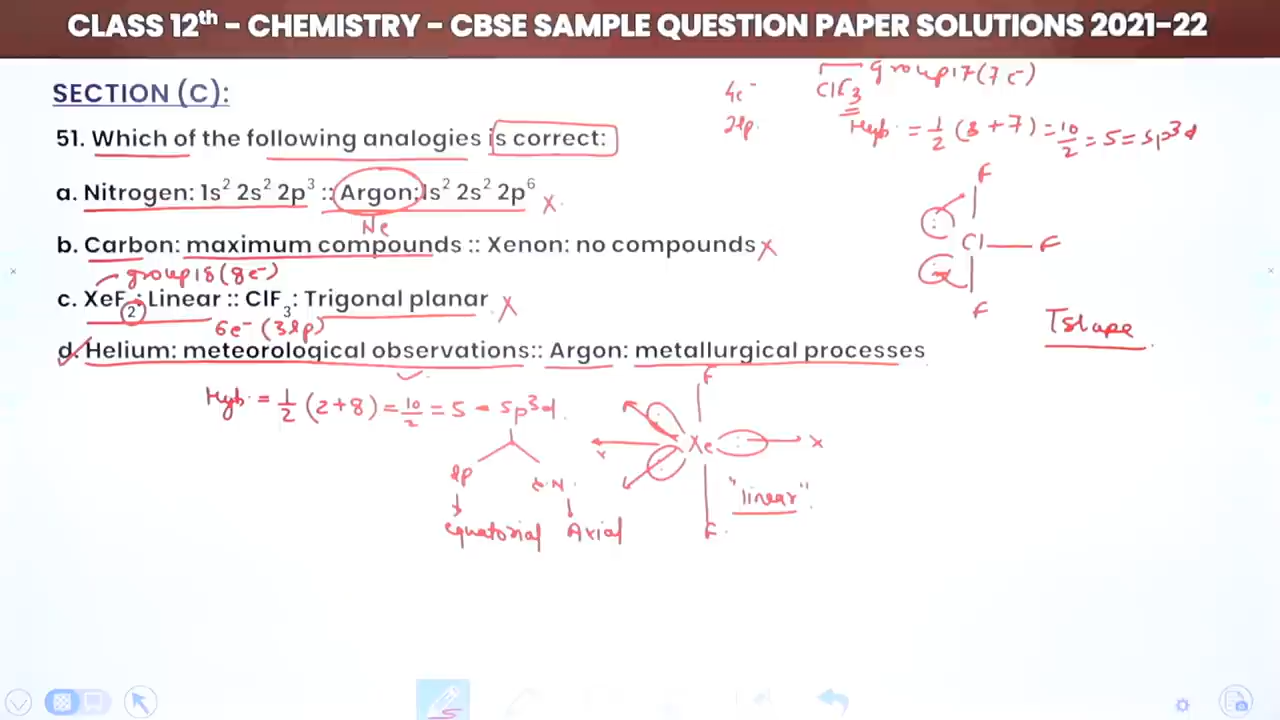 CLASS 12th – CHEMISTRY – CBSE SAMPLE QUESTION PAPER SOLUTIONS 2021–22
group 17 (7e⁻)
4e⁻ ClF3
2lp.
Hyb. = 1/2 (3 + 7) = 10/2 = 5 = sp³d
SECTION (C):
51. Which of the following analogies is correct:
a. Nitrogen: 1s² 2s² 2p³ :: Argon: 1s² 2s² 2p⁶ X
Ne
b. Carbon: maximum compounds :: Xenon: no compounds X
group 18 (8e⁻)
c. XeF2 : Linear :: ClF3: Trigonal planar X
6e⁻ (3lp)
d. Helium: meteorological observations:: Argon: metallurgical processes
F
Cl F
F
T shape
Hyb. = 1/2 (2+8) = 10/2 = 5 = sp³d.
F
Xe x
x
lp
equatorial Axial
"linear"
F